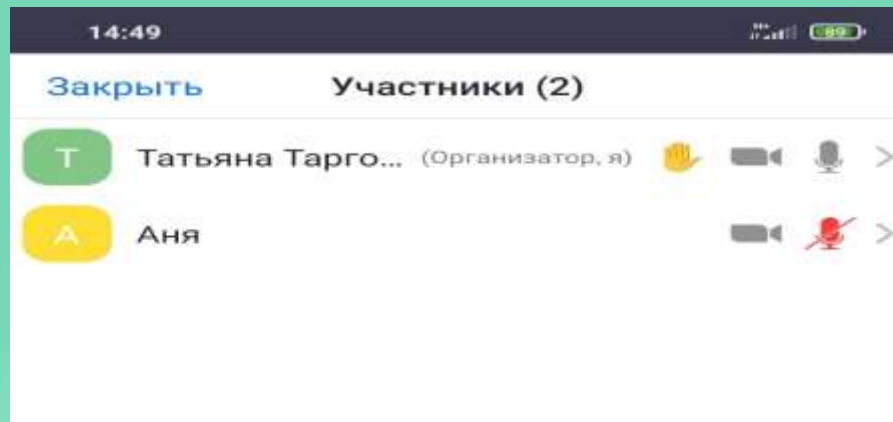 14:49 89
Закрыть Участники (2)
Т Татьяна Тарго... (Организатор, я)
А Аня